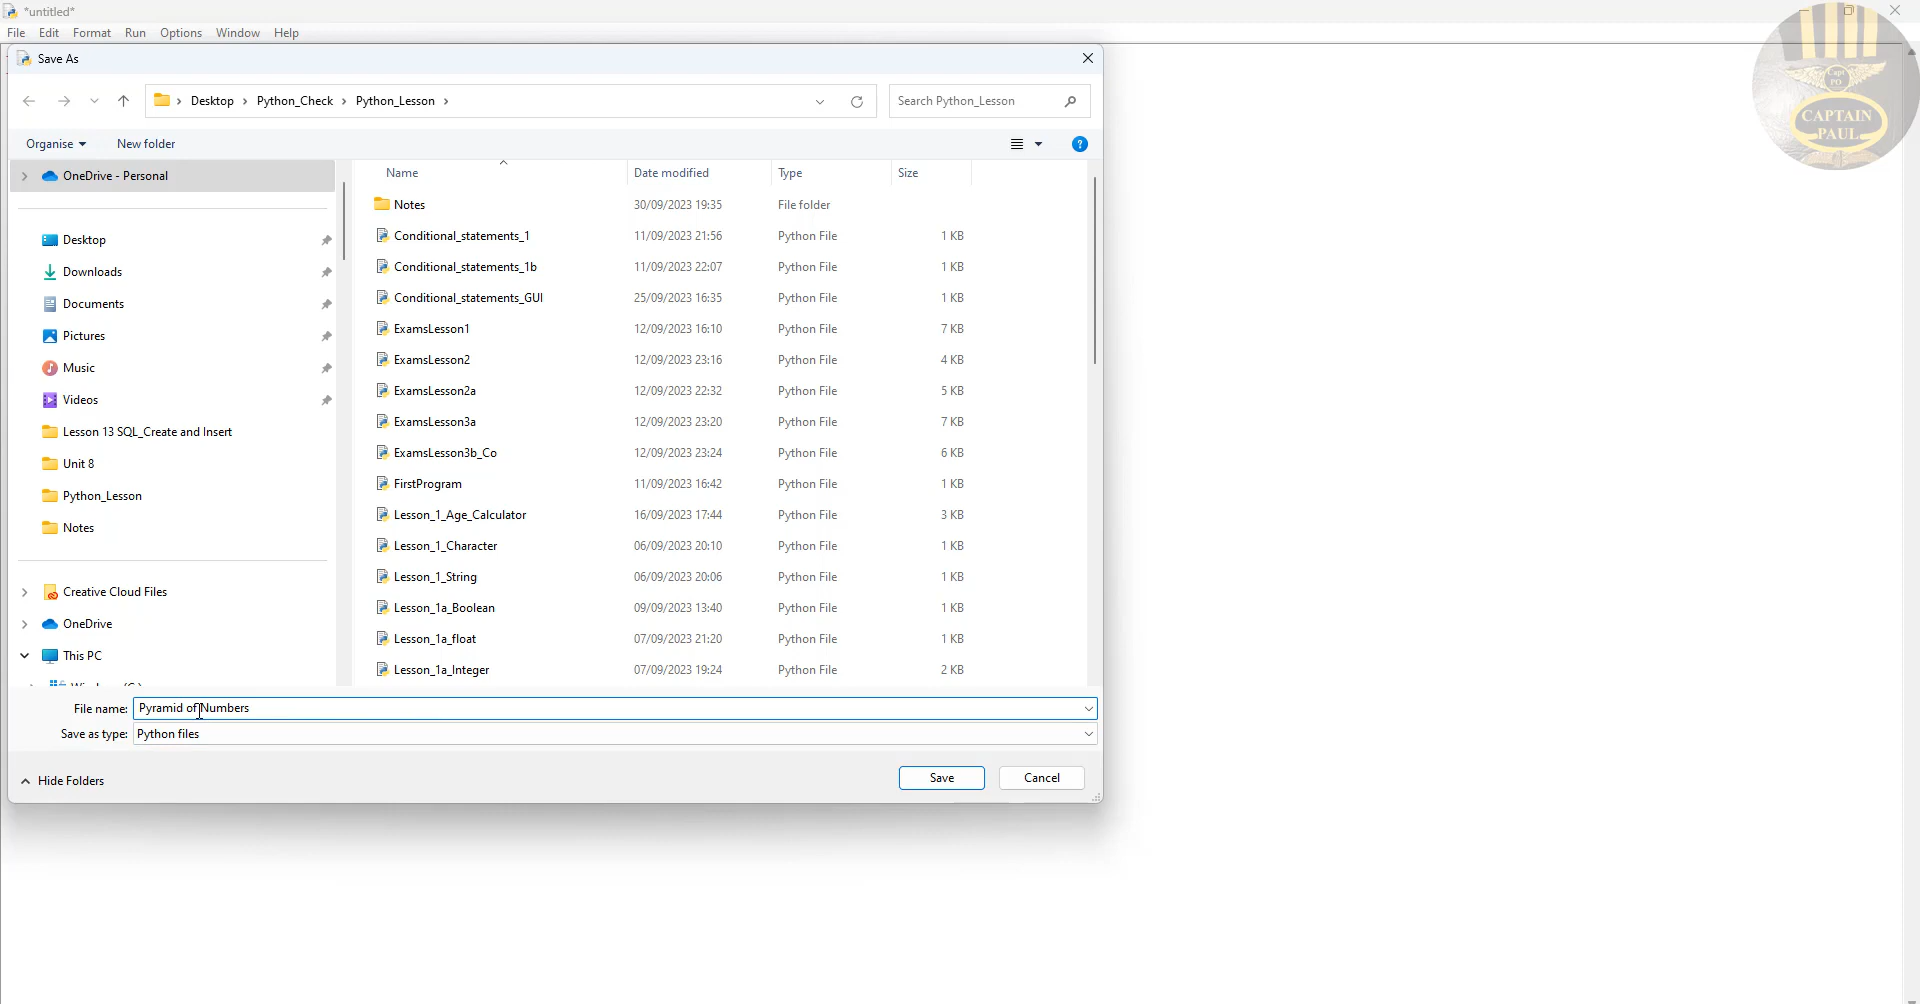 *untitled*
File Edit Format Run Options Window Help
Save As
Desktop Python_Check Python_Lesson
Search Python_Lesson
Organise New folder
Name Date modified Type Size
OneDrive - Personal
Desktop
Downloads
Documents
Pictures
Music
Videos
Lesson 13 SQL_Create and Insert
Unit 8
Python_Lesson
Notes
Creative Cloud Files
OneDrive
This PC
Notes 30/09/2023 19:35 File folder
Conditional_statements_1 11/09/2023 21:56 Python File 1 KB
Conditional_statements_1b 11/09/2023 22:07 Python File 1 KB
Conditional_statements_GUI 25/09/2023 16:35 Python File 1 KB
ExamsLesson1 12/09/2023 16:10 Python File 7 KB
ExamsLesson2 12/09/2023 23:16 Python File 4 KB
ExamsLesson2a 12/09/2023 22:32 Python File 5 KB
ExamsLesson3a 12/09/2023 23:20 Python File 7 KB
ExamsLesson3b_Co 12/09/2023 23:24 Python File 6 KB
FirstProgram 11/09/2023 16:42 Python File 1 KB
Lesson_1_Age_Calculator 16/09/2023 17:44 Python File 3 KB
Lesson_1_Character 06/09/2023 20:10 Python File 1 KB
Lesson_1_String 06/09/2023 20:06 Python File 1 KB
Lesson_1a_Boolean 09/09/2023 13:40 Python File 1 KB
Lesson_1a_float 07/09/2023 21:20 Python File 1 KB
Lesson_1a_Integer 07/09/2023 19:24 Python File 2 KB
File name: Pyramid of Numbers
Save as type: Python files
Hide Folders
Save Cancel
Capt
PO
CAPTAIN
PAUL